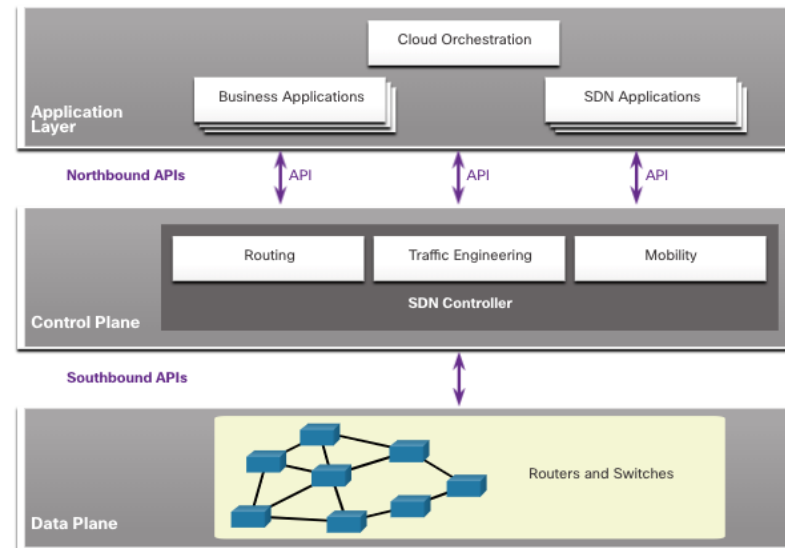 Cloud Orchestration
Business Applications
SDN Applications
Application
Layer
Northbound APIs
API
API
API
Routing
Traffic Engineering
Mobility
SDN Controller
Control Plane
Southbound APIs
Routers and Switches
Data Plane